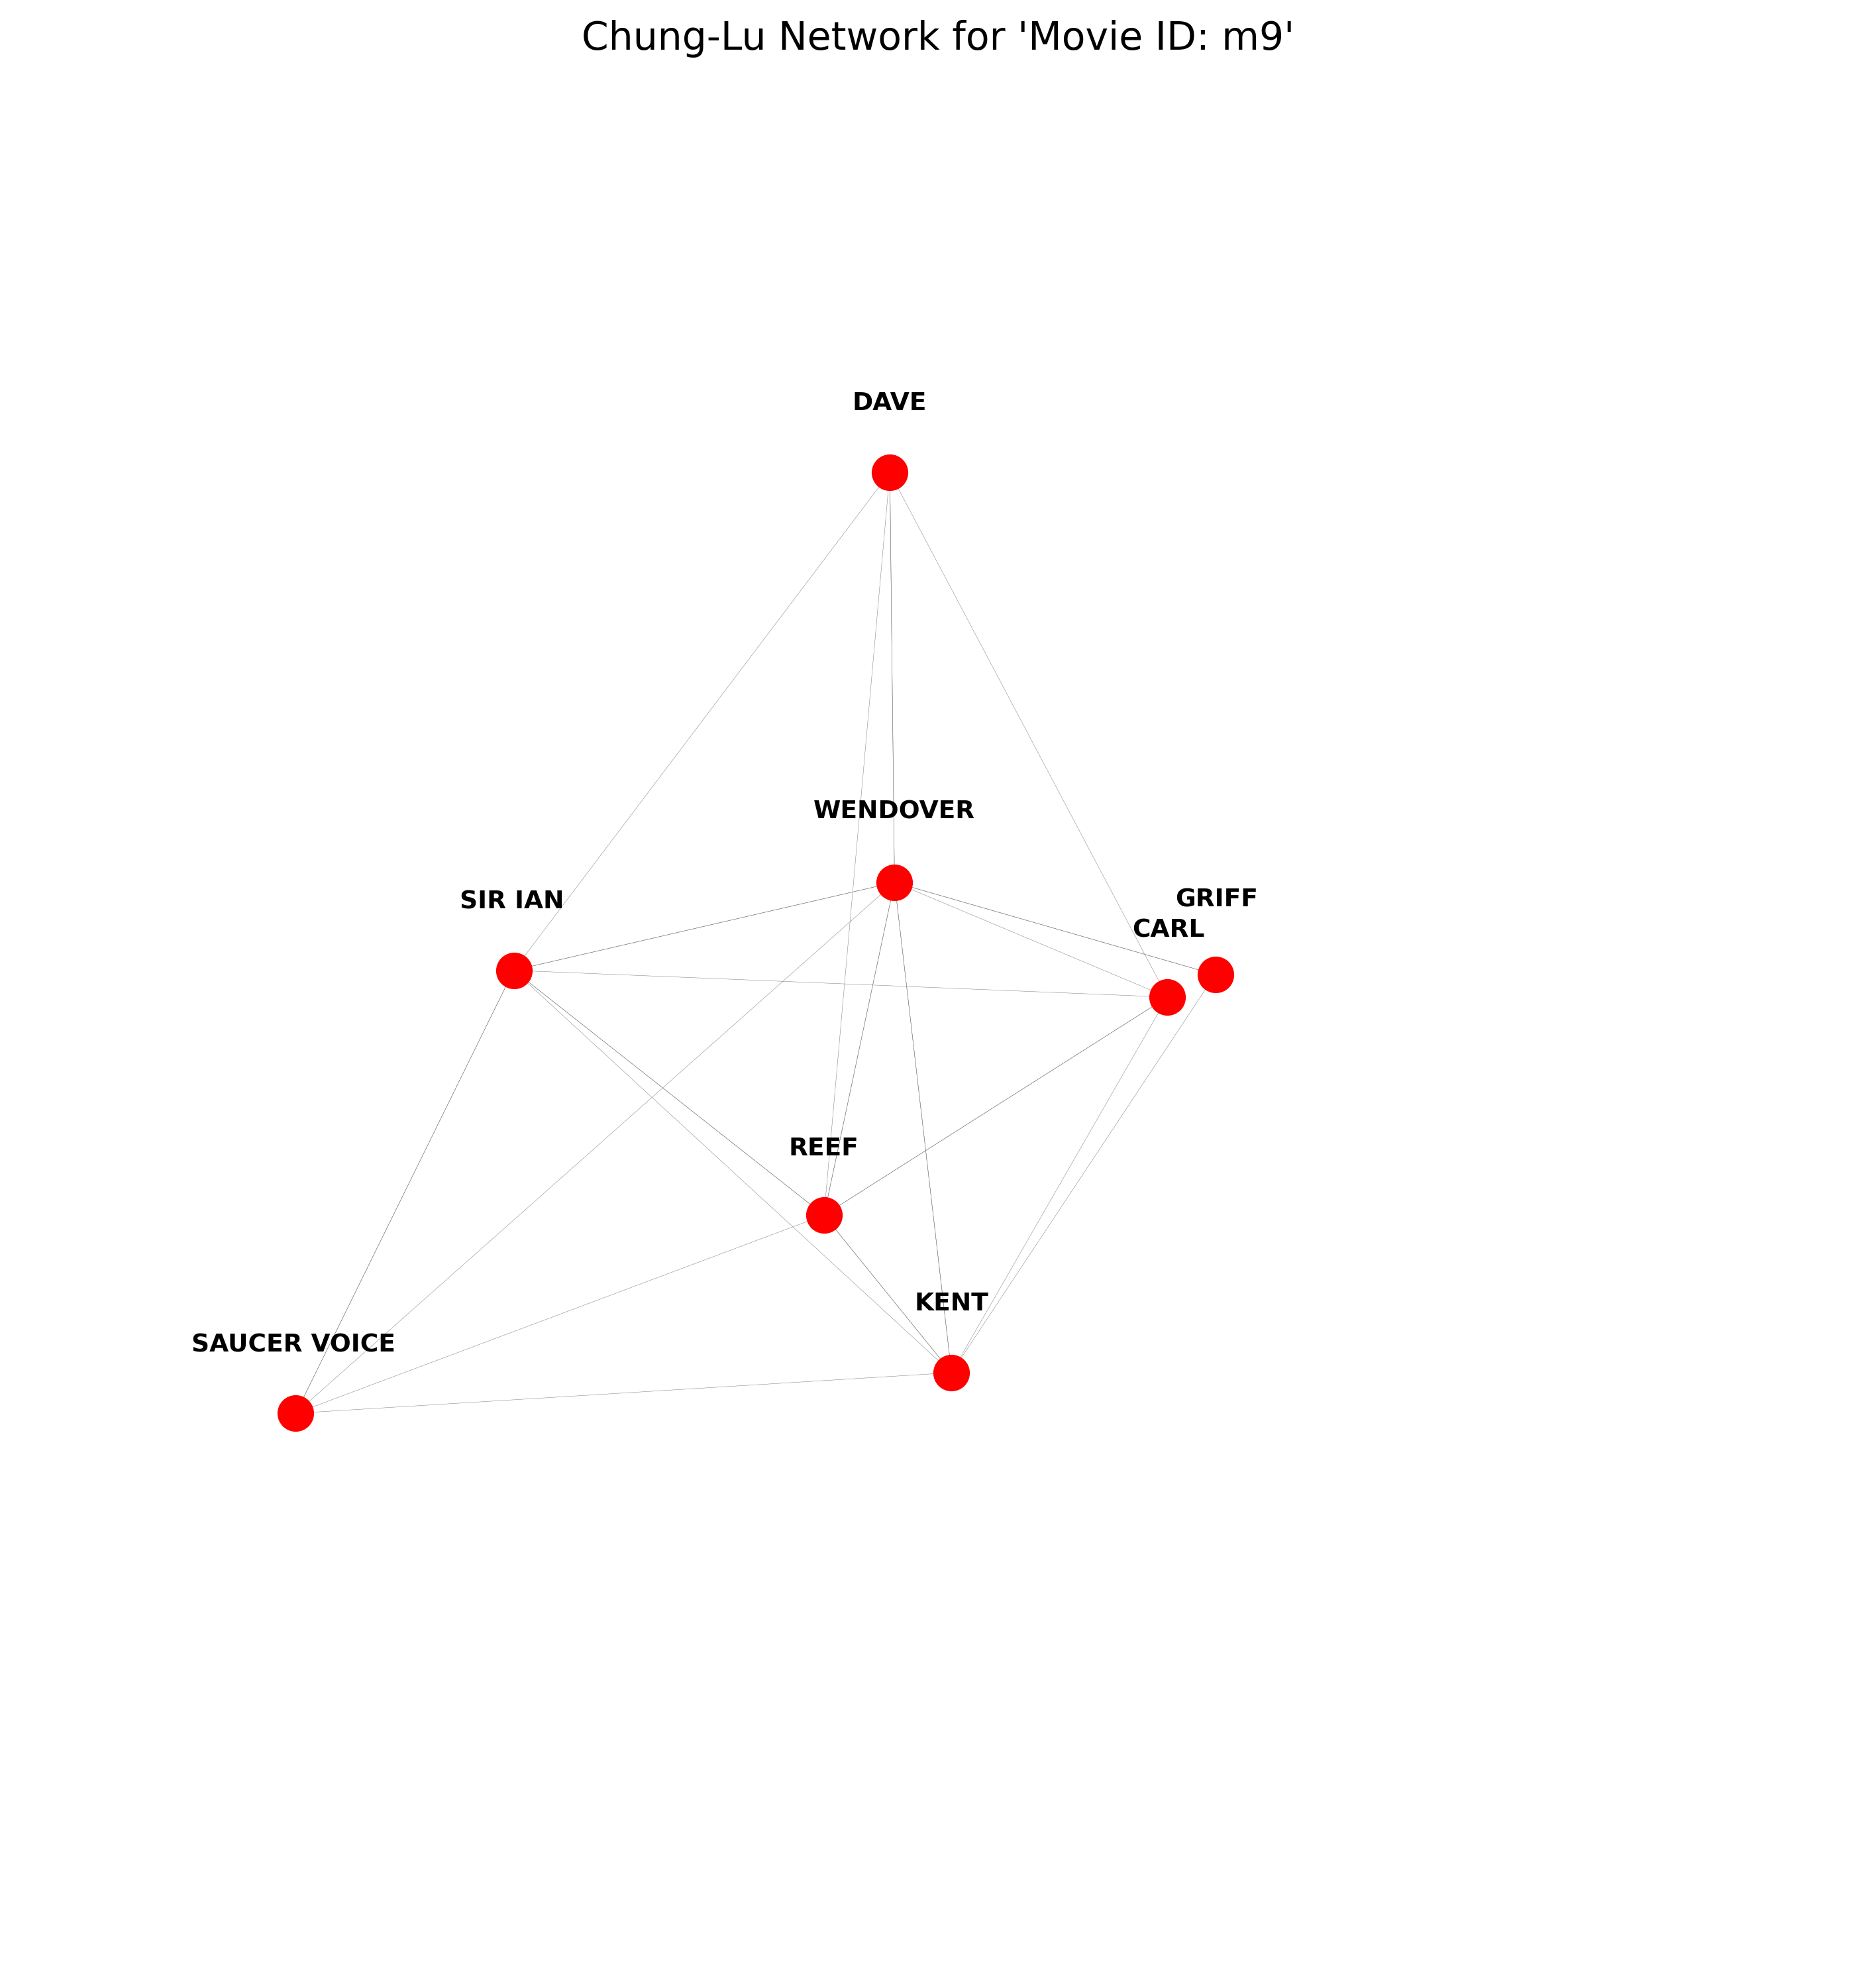 Chung-Lu Network for 'Movie ID: m9'
DAVE
WENDOVER
SIR IAN
GRIFF
CARL
REEF
KENT
SAUCER VOICE